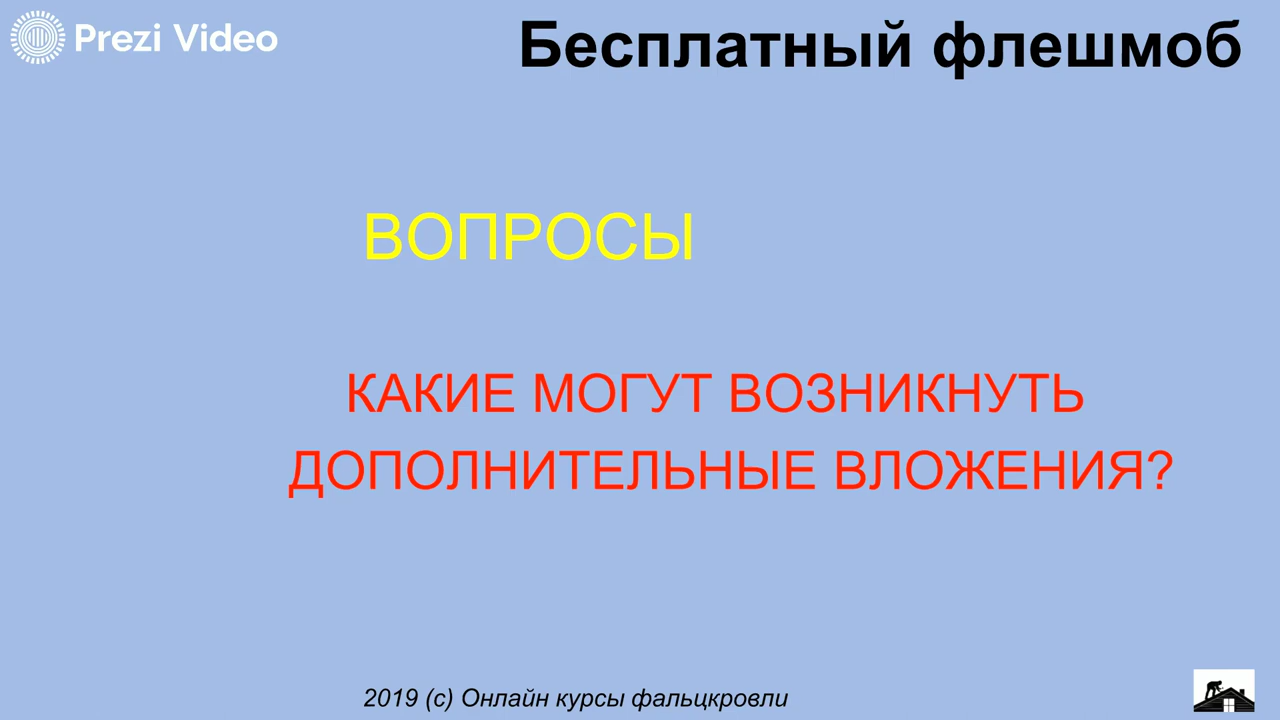 Prezi Video
Бесплатный флешмоб
ВОПРОСЫ
КАКИЕ МОГУТ ВОЗНИКНУТЬ
ДОПОЛНИТЕЛЬНЫЕ ВЛОЖЕНИЯ?
2019 (с) Онлайн курсы фальцкровли